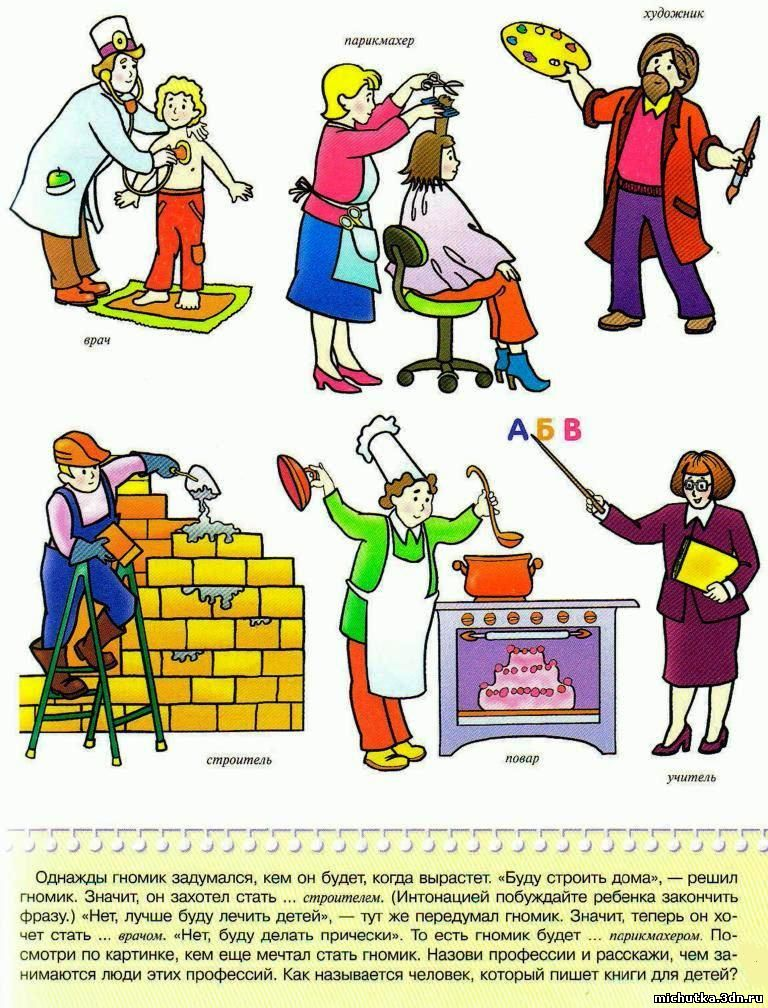 художник
парикмахер
врач
А Б В
строитель
повар
учитель
Однажды гномик задумался, кем он будет, когда вырастет. «Буду строить дома», — решил
гномик. Значит, он захотел стать ... строителем. (Интонацией побуждайте ребенка закончить
фразу.) «Нет, лучше буду лечить детей», — тут же передумал гномик. Значит, теперь он хо-
чет стать ... врачом. «Нет, буду делать прически». То есть гномик будет ... парикмахером. По-
смотри по картинке, кем еще мечтал стать гномик. Назови профессии и расскажи, чем за-
нимаются люди этих профессий. Как называется человек, который пишет книги для детей?
michutka.3dn.ru